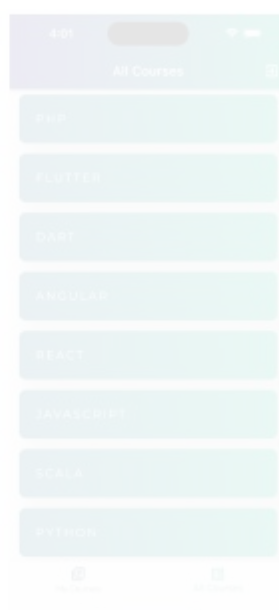 4:01
All Courses
PHP
FLUTTER
DART
ANGULAR
REACT
JAVASCRIPT
SCALA
PYTHON